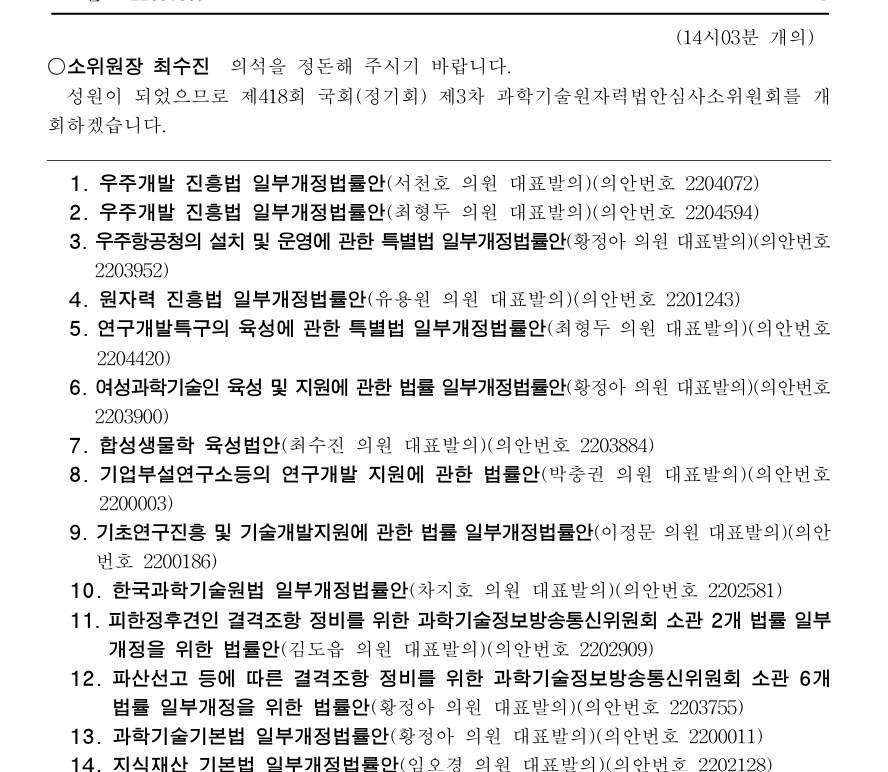 (14시03분 개의)
○소위원장 최수진 의석을 정돈해 주시기 바랍니다.
성원이 되었으므로 제418회 국회(정기회) 제3차 과학기술원자력법안심사소위원회를 개
회하겠습니다.
1. 우주개발 진흥법 일부개정법률안(서천호 의원 대표발의)(의안번호 2204072)
2. 우주개발 진흥법 일부개정법률안(최형두 의원 대표발의)(의안번호 2204594)
3. 우주항공청의 설치 및 운영에 관한 특별법 일부개정법률안(황정아 의원 대표발의)(의안번호
2203952)
4. 원자력 진흥법 일부개정법률안(유용원 의원 대표발의)(의안번호 2201243)
5. 연구개발특구의 육성에 관한 특별법 일부개정법률안(최형두 의원 대표발의)(의안번호
2204420)
6. 여성과학기술인 육성 및 지원에 관한 법률 일부개정법률안(황정아 의원 대표발의)(의안번호
2203900)
7. 합성생물학 육성법안(최수진 의원 대표발의)(의안번호 2203884)
8. 기업부설연구소등의 연구개발 지원에 관한 법률안(박충권 의원 대표발의)(의안번호
2200003)
9. 기초연구진흥 및 기술개발지원에 관한 법률 일부개정법률안(이정문 의원 대표발의)(의안
번호 2200186)
10. 한국과학기술원법 일부개정법률안(차지호 의원 대표발의)(의안번호 2202581)
11. 피한정후견인 결격조항 정비를 위한 과학기술정보방송통신위원회 소관 2개 법률 일부
개정을 위한 법률안(김도읍 의원 대표발의)(의안번호 2202909)
12. 파산선고 등에 따른 결격조항 정비를 위한 과학기술정보방송통신위원회 소관 6개
법률 일부개정을 위한 법률안(황정아 의원 대표발의)(의안번호 2203755)
13. 과학기술기본법 일부개정법률안(황정아 의원 대표발의)(의안번호 2200011)
14. 지식재산 기본법 일부개정법률안(임오경 의원 대표발의)(의안번호 2202128)